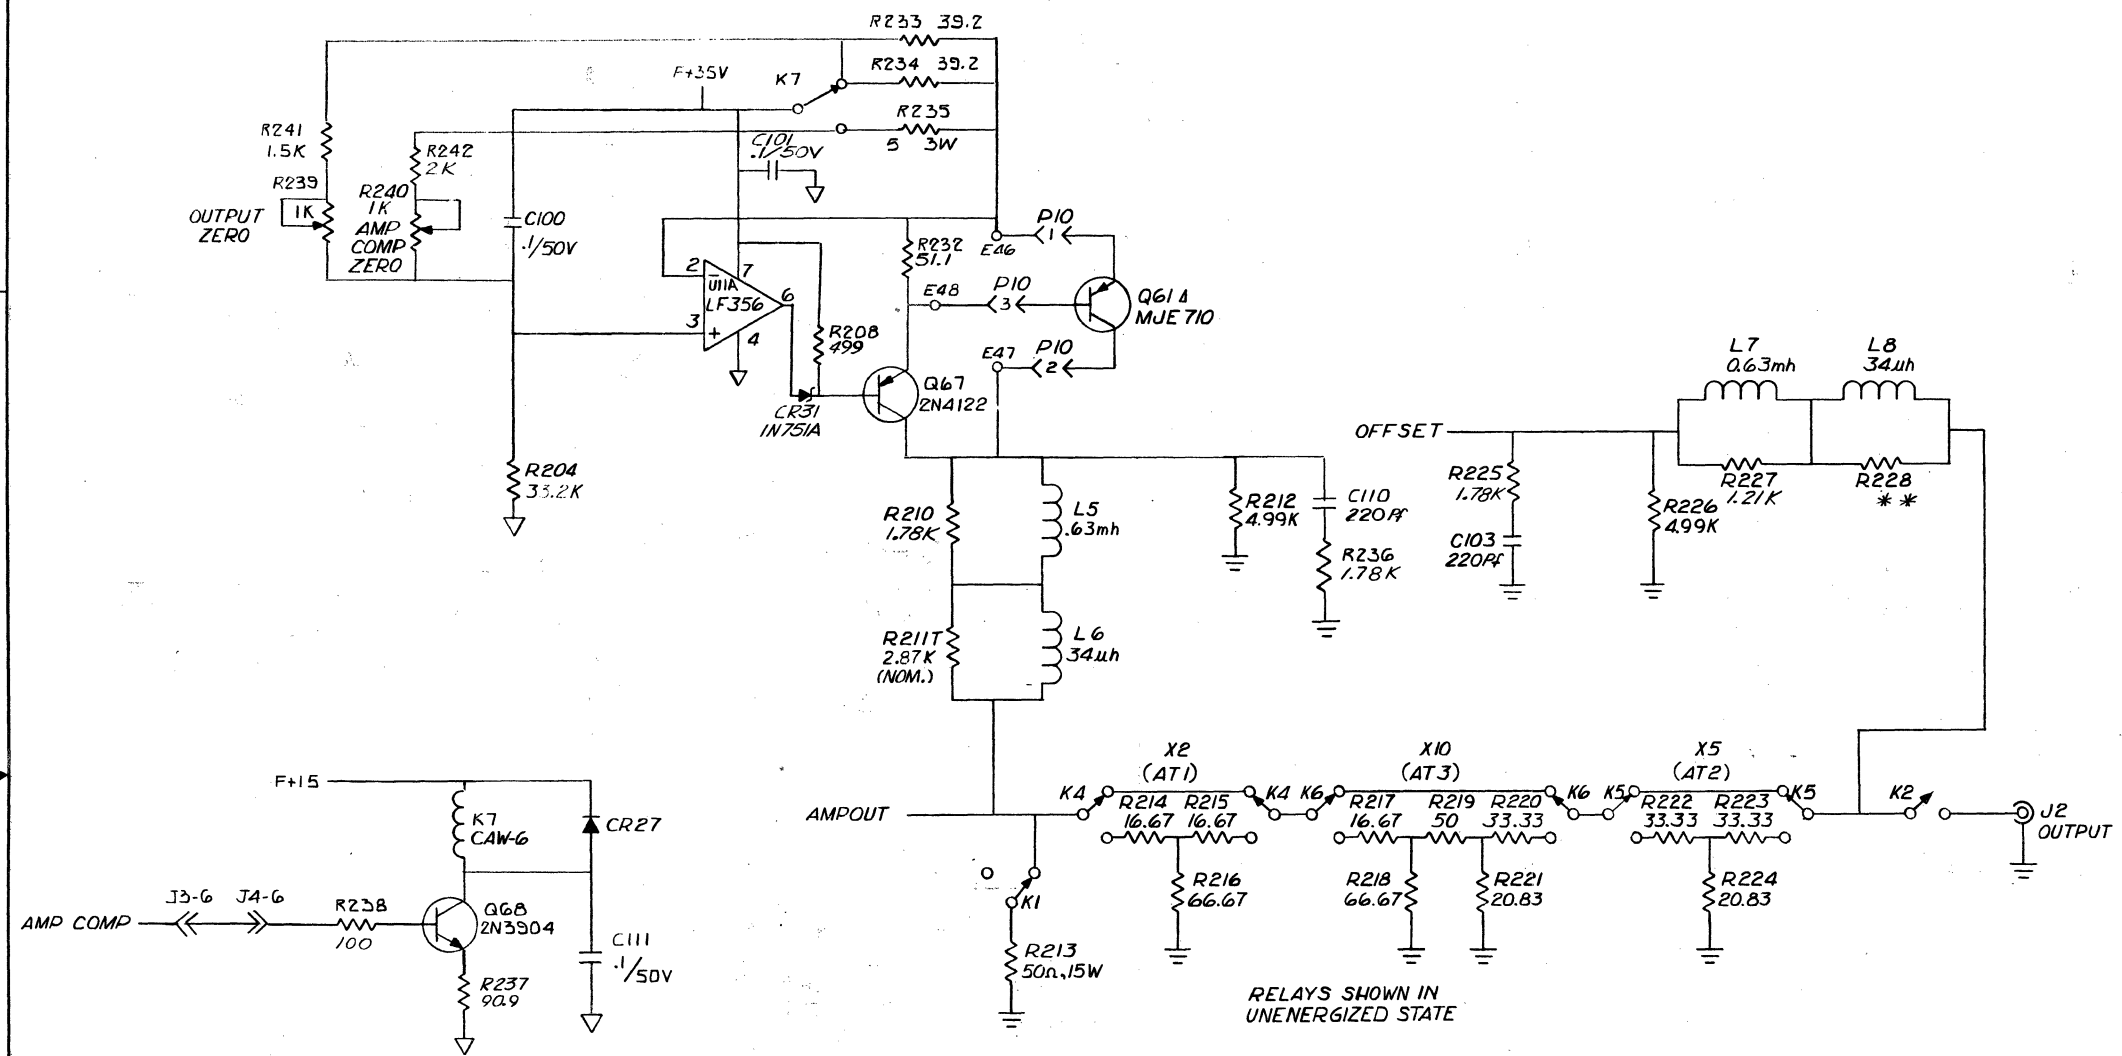 R233 39.2
R234 39.2
F+35V
K7
R235
5 3W
C101
.1/50V
R241
1.5K
R242
2K
R239
1K
OUTPUT
ZERO
R240
1K
AMP
COMP
ZERO
C100
.1/50V
R232
51.1
E46
P10
1
2
7
U11A
LF356
6
3
4
E48
P10
3
Q61Δ
MJE710
R208
499
E47
P10
2
Q67
2N4122
CR31
1N751A
R204
33.2K
L7
0.63mh
L8
34µh
OFFSET
R225
1.78K
R227
1.21K
R228
**
R226
4.99K
C103
220Pf
R210
1.78K
L5
.63mh
R212
4.99K
C110
220Pf
R236
1.78K
R211T
2.87K
(NOM.)
L6
34µh
F+15
K7
CAW-6
CR27
AMPOUT
X2
(AT1)
X10
(AT3)
X5
(AT2)
K4
R214 R215
16.67 16.67
K4
K6
R217 R219 R220
16.67 50 33.33
K6
K5
R222 R223
33.33 33.33
K5
K2
J2
OUTPUT
R216
66.67
R218
66.67
R221
20.83
R224
20.83
K1
R213
50Ω,15W
AMP COMP
J3-6 J4-6
R238
100
Q68
2N3904
C111
.1/50V
R237
90.9
RELAYS SHOWN IN
UNENERGIZED STATE